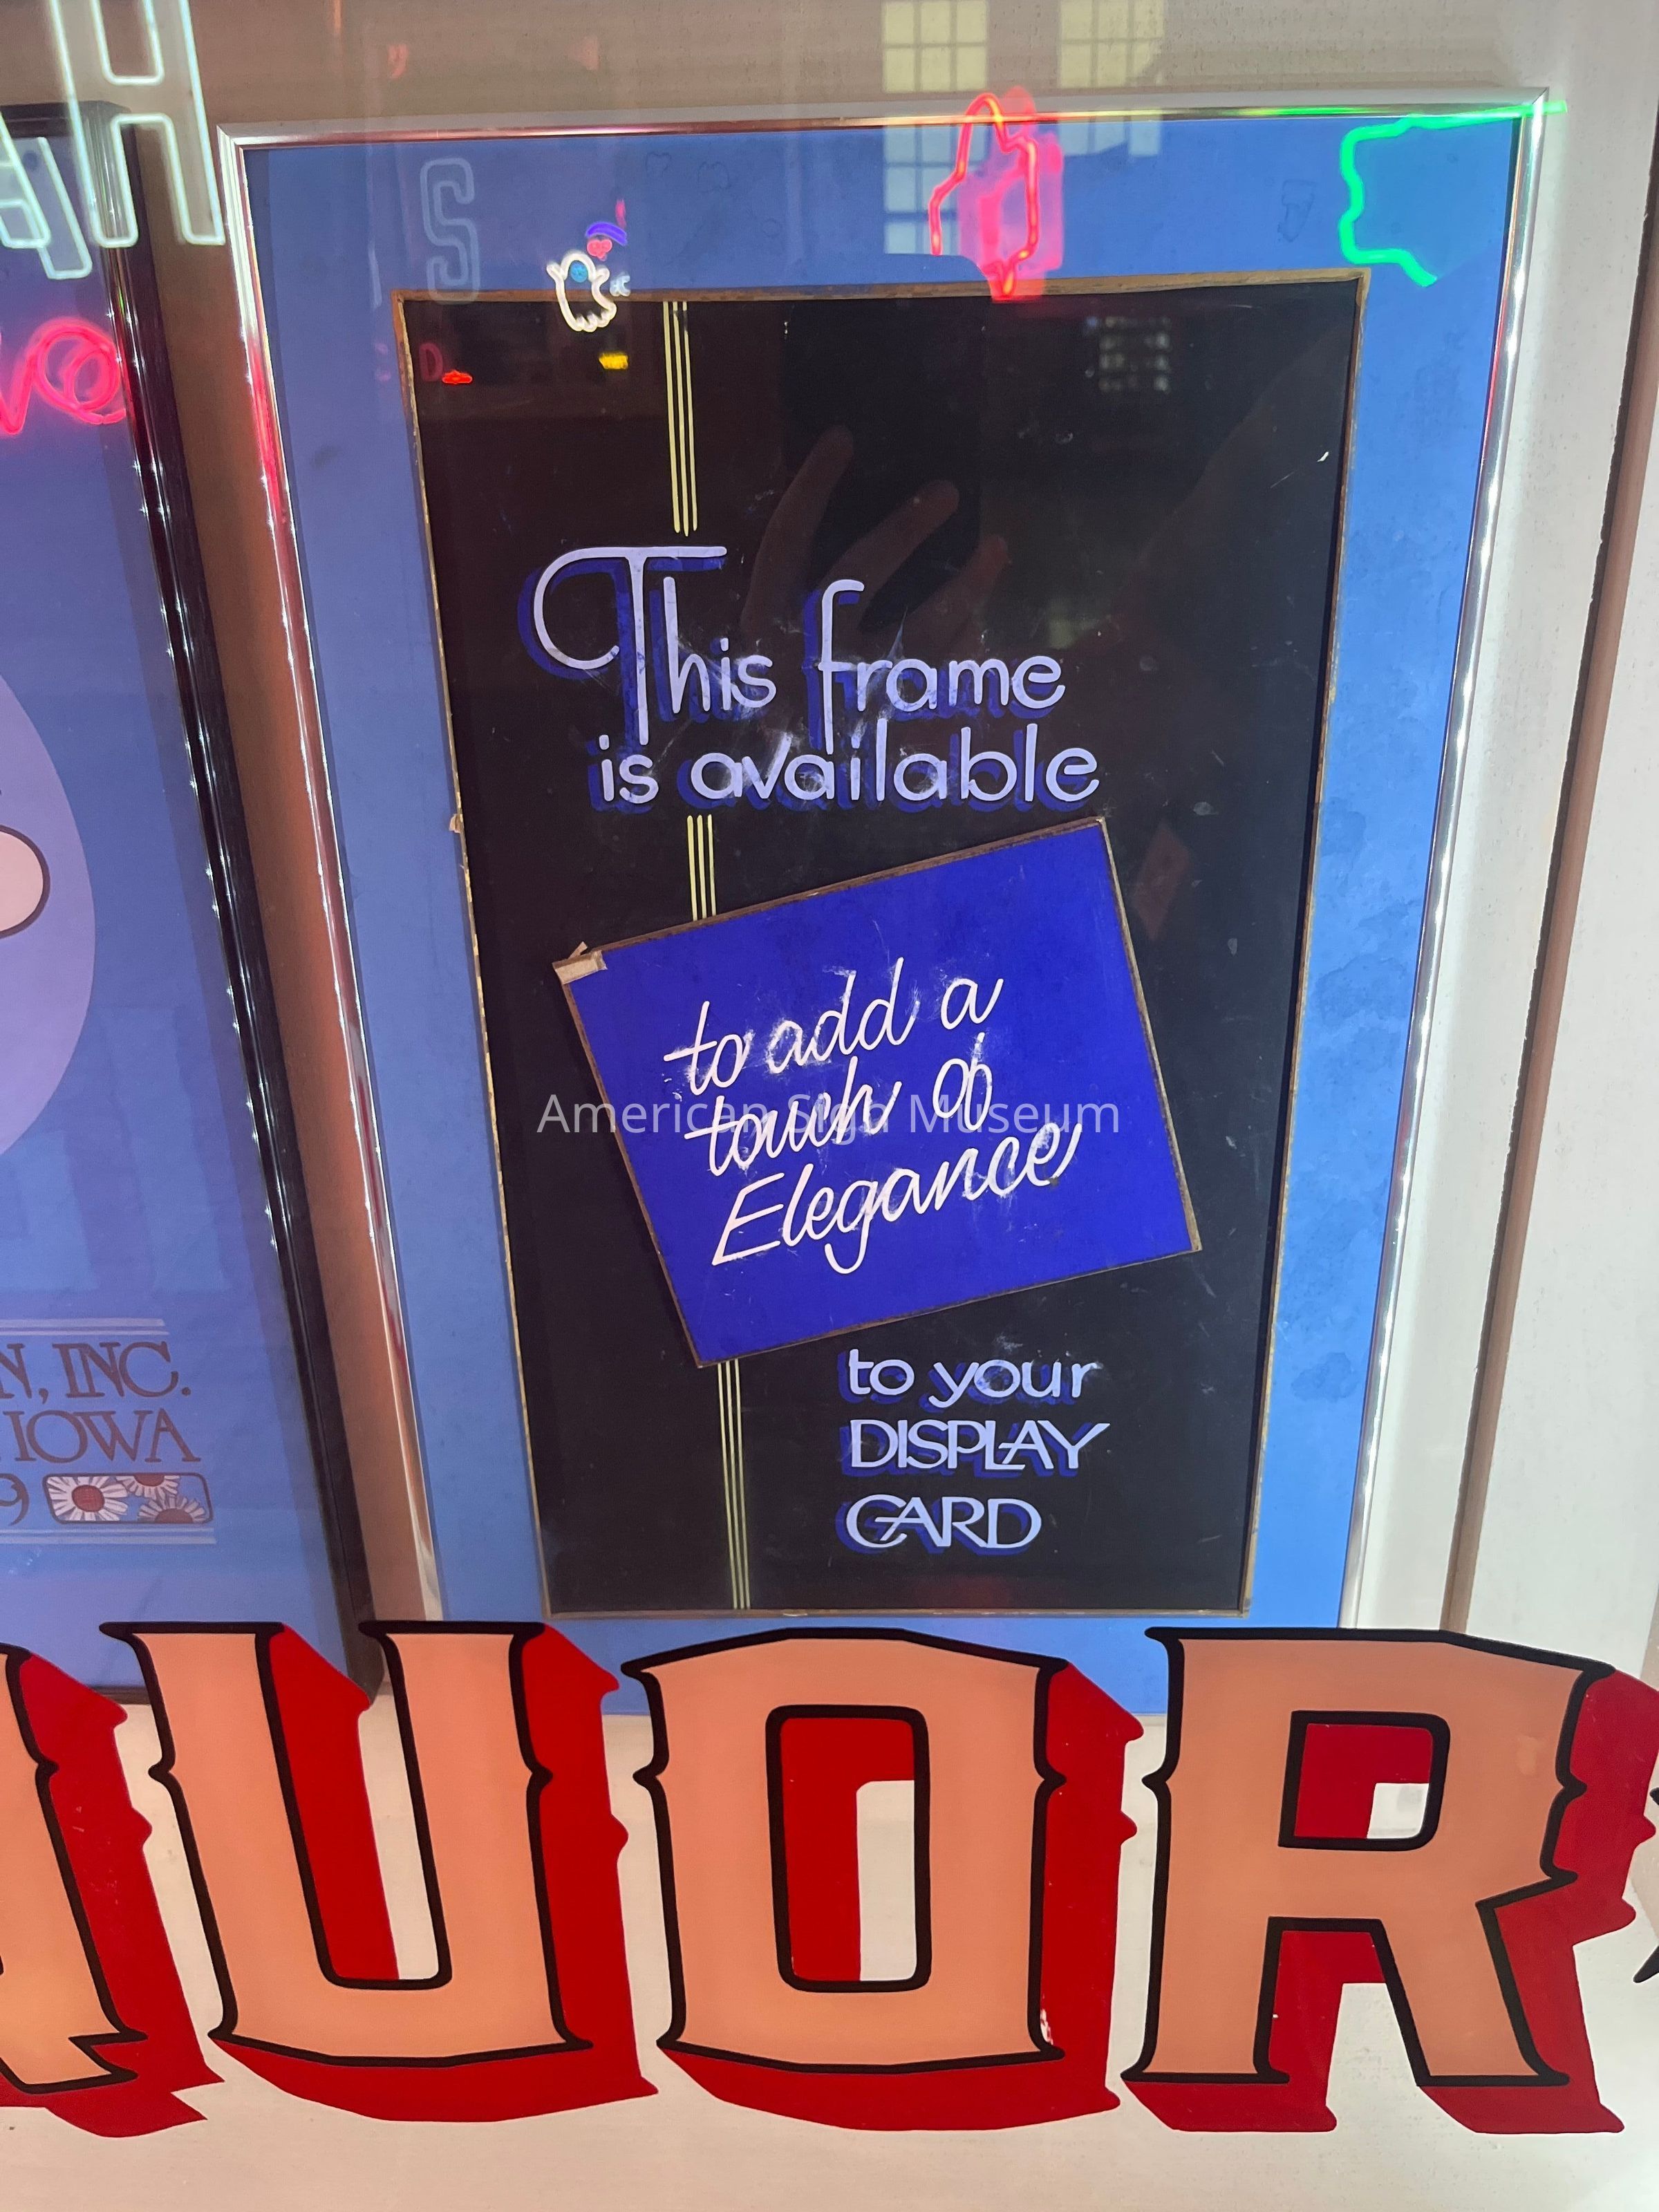 This frame
is available
to add a
touch of
Elegance
to your
DISPLAY
CARD
American Sign Museum
N, INC.
IOWA
9
UOR